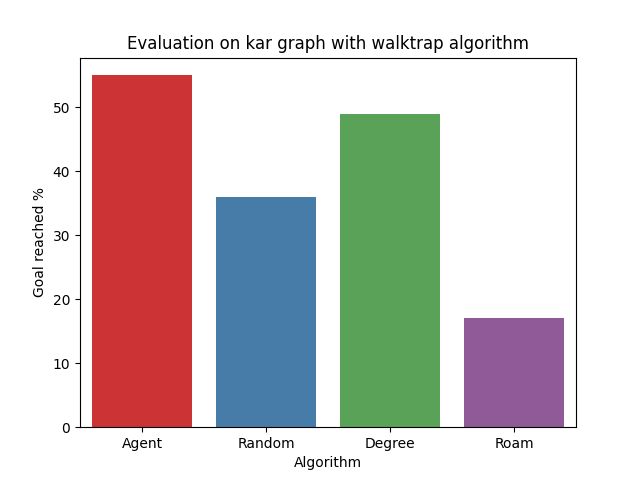 Evaluation on kar graph with walktrap algorithm
Goal reached %
50
40
30
20
10
0
Agent Random Degree Roam
Algorithm